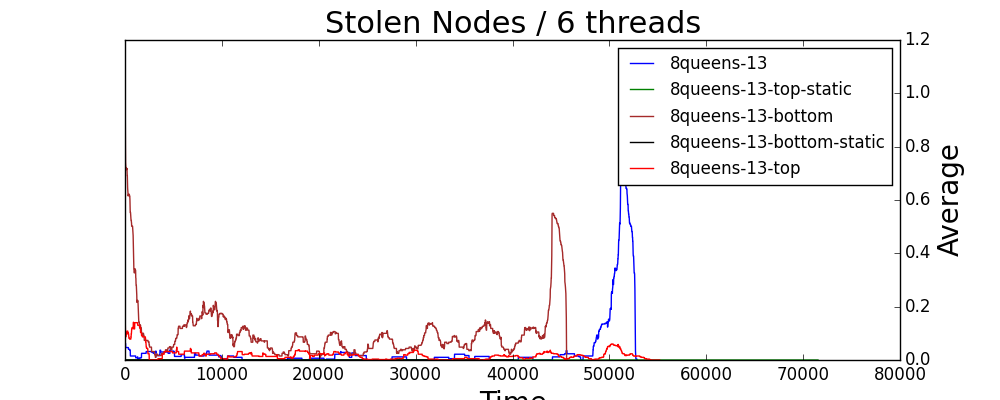 Stolen Nodes / 6 threads
8queens-13
8queens-13-top-static
8queens-13-bottom
8queens-13-bottom-static
8queens-13-top
1.2
1.0
0.8
0.6
0.4
0.2
0.0
Average
0 10000 20000 30000 40000 50000 60000 70000 80000
Time